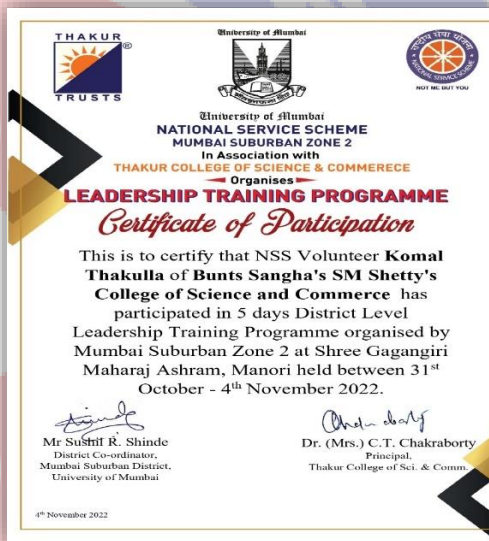 THAKUR
TRUSTS
®
University of Mumbai
NOT ME BUT YOU
University of Mumbai
NATIONAL SERVICE SCHEME
MUMBAI SUBURBAN ZONE 2
In Association with
THAKUR COLLEGE OF SCIENCE & COMMERECE
Organises
LEADERSHIP TRAINING PROGRAMME
Certificate of Participation
This is to certify that NSS Volunteer Komal
Thakulla of Bunts Sangha's SM Shetty's
College of Science and Commerce has
participated in 5 days District Level
Leadership Training Programme organised by
Mumbai Suburban Zone 2 at Shree Gagangiri
Maharaj Ashram, Manori held between 31st
October - 4th November 2022.
Mr Sushil R. Shinde
District Co-ordinator,
Mumbai Suburban District,
University of Mumbai
Dr. (Mrs.) C.T. Chakraborty
Principal,
Thakur College of Sci. & Comm.
4th November 2022